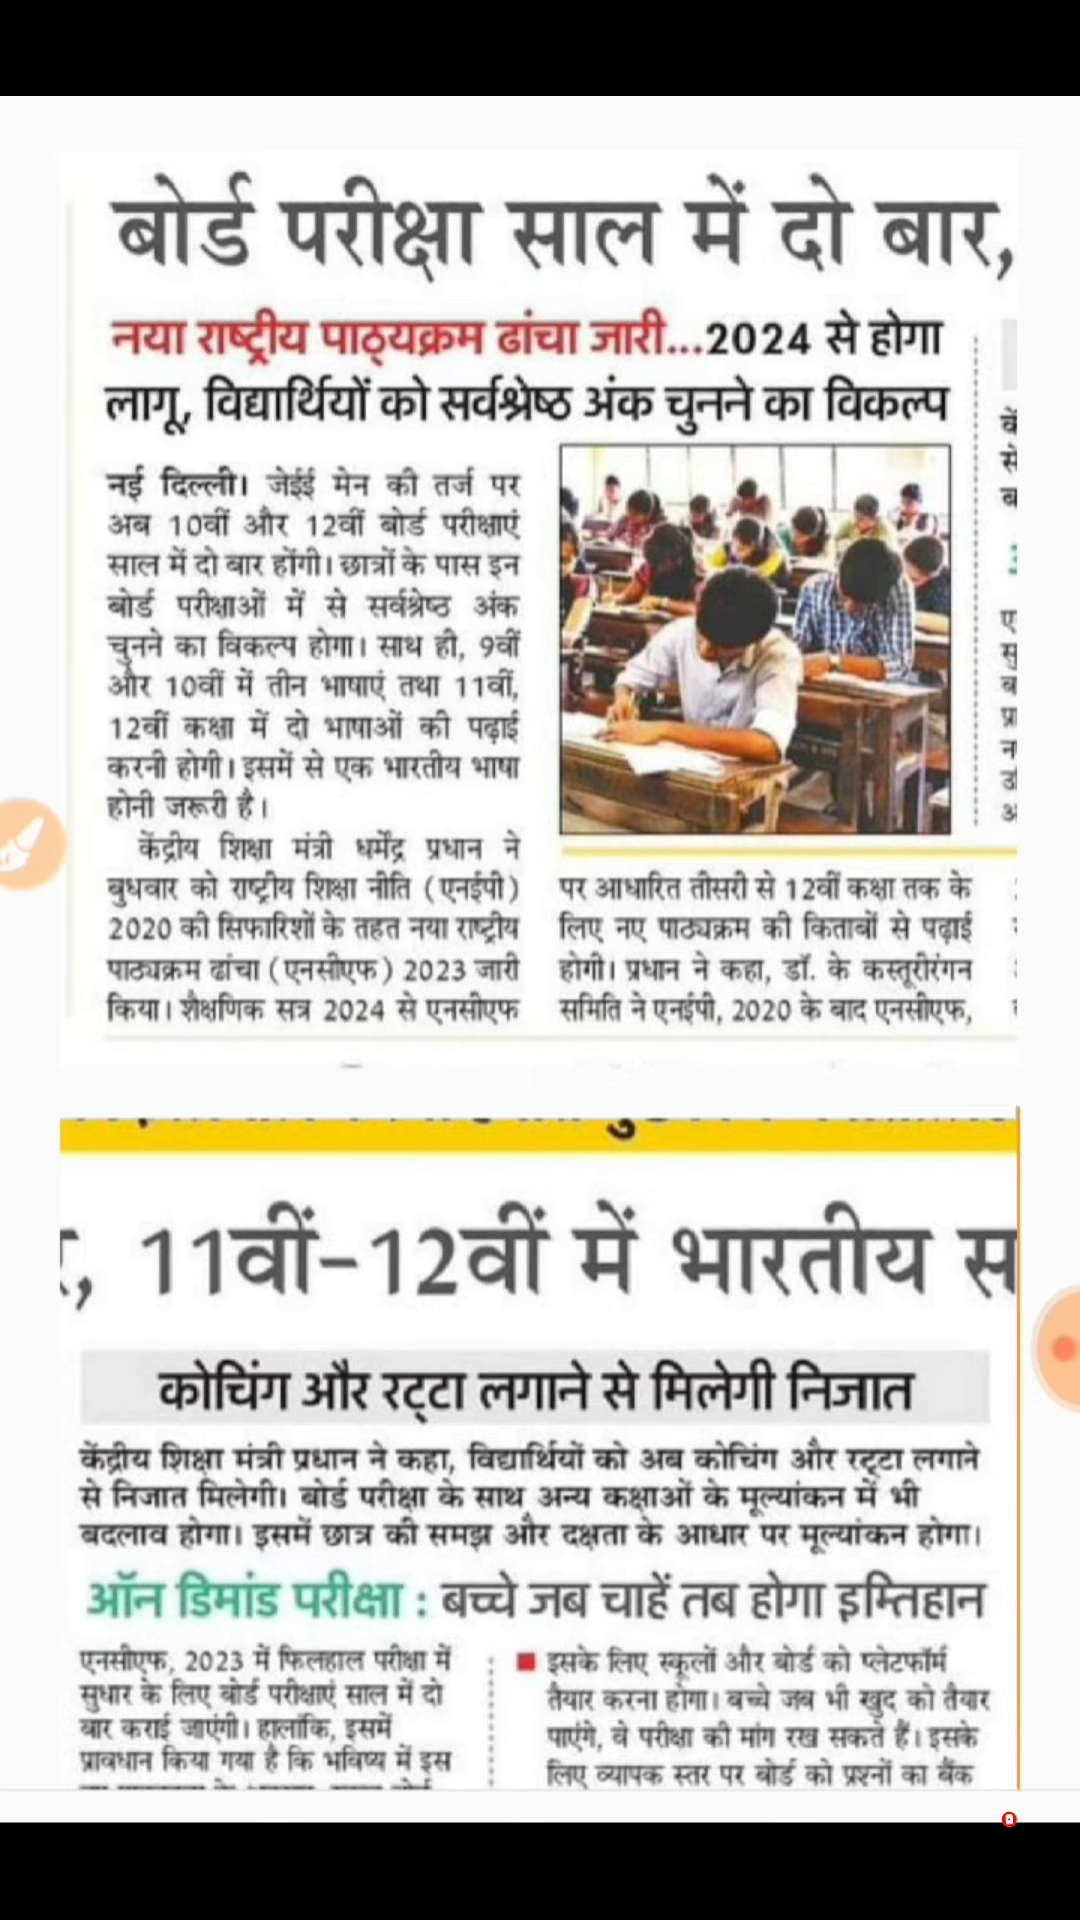 बोर्ड परीक्षा साल में दो बार,
नया राष्ट्रीय पाठ्यक्रम ढांचा जारी...2024 से होगा
लागू, विद्यार्थियों को सर्वश्रेष्ठ अंक चुनने का विकल्प
नई दिल्ली। जेईई मेन की तर्ज पर
अब 10वीं और 12वीं बोर्ड परीक्षाएं
साल में दो बार होंगी। छात्रों के पास इन
बोर्ड परीक्षाओं में से सर्वश्रेष्ठ अंक
चुनने का विकल्प होगा। साथ ही, 9वीं
और 10वीं में तीन भाषाएं तथा 11वीं,
12वीं कक्षा में दो भाषाओं की पढ़ाई
करनी होगी। इसमें से एक भारतीय भाषा
होनी जरूरी है।
केंद्रीय शिक्षा मंत्री धर्मेंद्र प्रधान ने
बुधवार को राष्ट्रीय शिक्षा नीति (एनईपी)
2020 की सिफारिशों के तहत नया राष्ट्रीय
पाठ्यक्रम ढांचा (एनसीएफ) 2023 जारी
किया। शैक्षणिक सत्र 2024 से एनसीएफ
पर आधारित तीसरी से 12वीं कक्षा तक के
लिए नए पाठ्यक्रम की किताबों से पढ़ाई
होगी। प्रधान ने कहा, डॉ. के कस्तूरीरंगन
समिति ने एनईपी, 2020 के बाद एनसीएफ,
, 11वीं-12वीं में भारतीय स
कोचिंग और रट्टा लगाने से मिलेगी निजात
केंद्रीय शिक्षा मंत्री प्रधान ने कहा, विद्यार्थियों को अब कोचिंग और रट्टा लगाने
से निजात मिलेगी। बोर्ड परीक्षा के साथ अन्य कक्षाओं के मूल्यांकन में भी
बदलाव होगा। इसमें छात्र की समझ और दक्षता के आधार पर मूल्यांकन होगा।
ऑन डिमांड परीक्षा : बच्चे जब चाहें तब होगा इम्तिहान
एनसीएफ, 2023 में फिलहाल परीक्षा में
सुधार के लिए बोर्ड परीक्षाएं साल में दो
बार कराई जाएंगी। हालांकि, इसमें
प्रावधान किया गया है कि भविष्य में इस
इसके लिए स्कूलों और बोर्ड को प्लेटफॉर्म
तैयार करना होगा। बच्चे जब भी खुद को तैयार
पाएंगे, वे परीक्षा की मांग रख सकते हैं। इसके
लिए व्यापक स्तर पर बोर्ड को प्रश्नों का बैंक